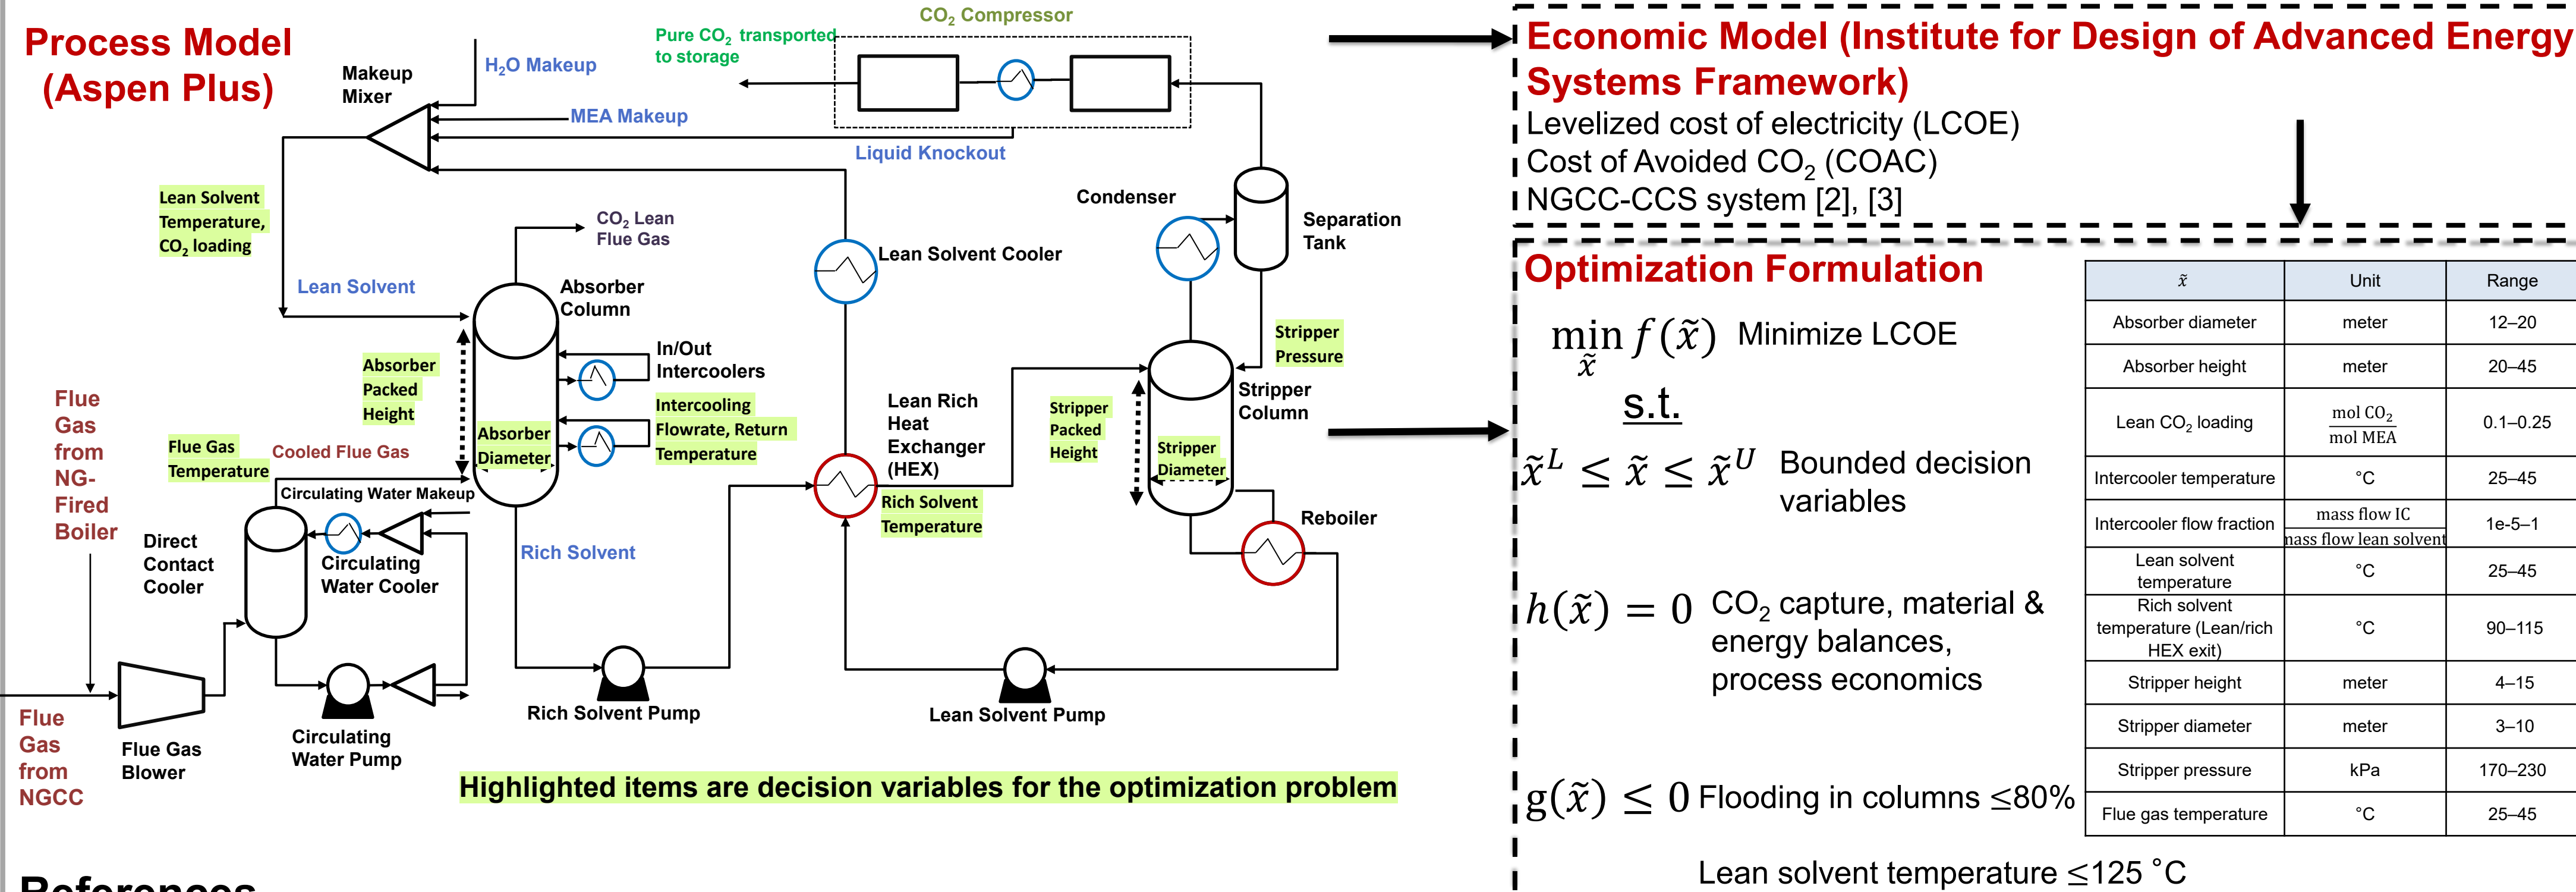 Process Model
(Aspen Plus)
CO₂ Compressor
Pure CO₂ transported
to storage
H₂O Makeup
Makeup
Mixer
MEA Makeup
Liquid Knockout
Lean Solvent
Temperature,
CO₂ loading
CO₂ Lean
Flue Gas
Condenser
Separation
Tank
Lean Solvent Cooler
Lean Solvent
Absorber
Column
Stripper
Pressure
In/Out
Intercoolers
Absorber
Packed
Height
Stripper
Column
Flue
Gas
from
NG-
Fired
Boiler
Lean Rich
Heat
Exchanger
(HEX)
Intercooling
Flowrate, Return
Temperature
Stripper
Packed
Height
Absorber
Diameter
Stripper
Diameter
Flue Gas
Temperature
Cooled Flue Gas
Circulating Water Makeup
Rich Solvent
Temperature
Reboiler
Direct
Contact
Cooler
Circulating
Water Cooler
Rich Solvent
Rich Solvent Pump
Lean Solvent Pump
Flue
Gas
from
NGCC
Flue Gas
Blower
Circulating
Water Pump
Highlighted items are decision variables for the optimization problem
References
Economic Model (Institute for Design of Advanced Energy
Systems Framework)
Levelized cost of electricity (LCOE)
Cost of Avoided CO₂ (COAC)
NGCC-CCS system [2], [3]
Optimization Formulation
min f(x̃) Minimize LCOE
x̃
s.t.
x̃ᴸ ≤ x̃ ≤ x̃ᵁ Bounded decision
variables
h(x̃) = 0 CO₂ capture, material &
energy balances,
process economics
g(x̃) ≤ 0 Flooding in columns ≤80%
Lean solvent temperature ≤125 ˚C
x̃ Unit Range
Absorber diameter meter 12–20
Absorber height meter 20–45
Lean CO₂ loading mol CO₂ / mol MEA 0.1–0.25
Intercooler temperature °C 25–45
Intercooler flow fraction mass flow IC / mass flow lean solvent 1e-5–1
Lean solvent
temperature °C 25–45
Rich solvent
temperature (Lean/rich °C 90–115
HEX exit)
Stripper height meter 4–15
Stripper diameter meter 3–10
Stripper pressure kPa 170–230
Flue gas temperature °C 25–45